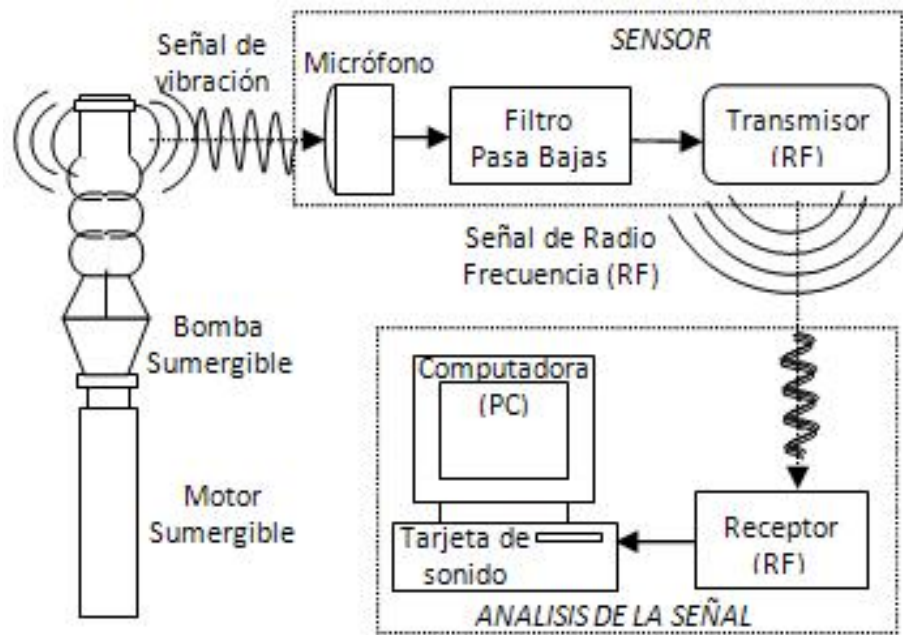 SENSOR
Señal de
vibración
Micrófono
Filtro
Pasa Bajas
Transmisor
(RF)
Señal de Radio
Frecuencia (RF)
Bomba
Sumergible
Motor
Sumergible
Computadora
(PC)
Tarjeta de
sonido
Receptor
(RF)
ANALISIS DE LA SEÑAL